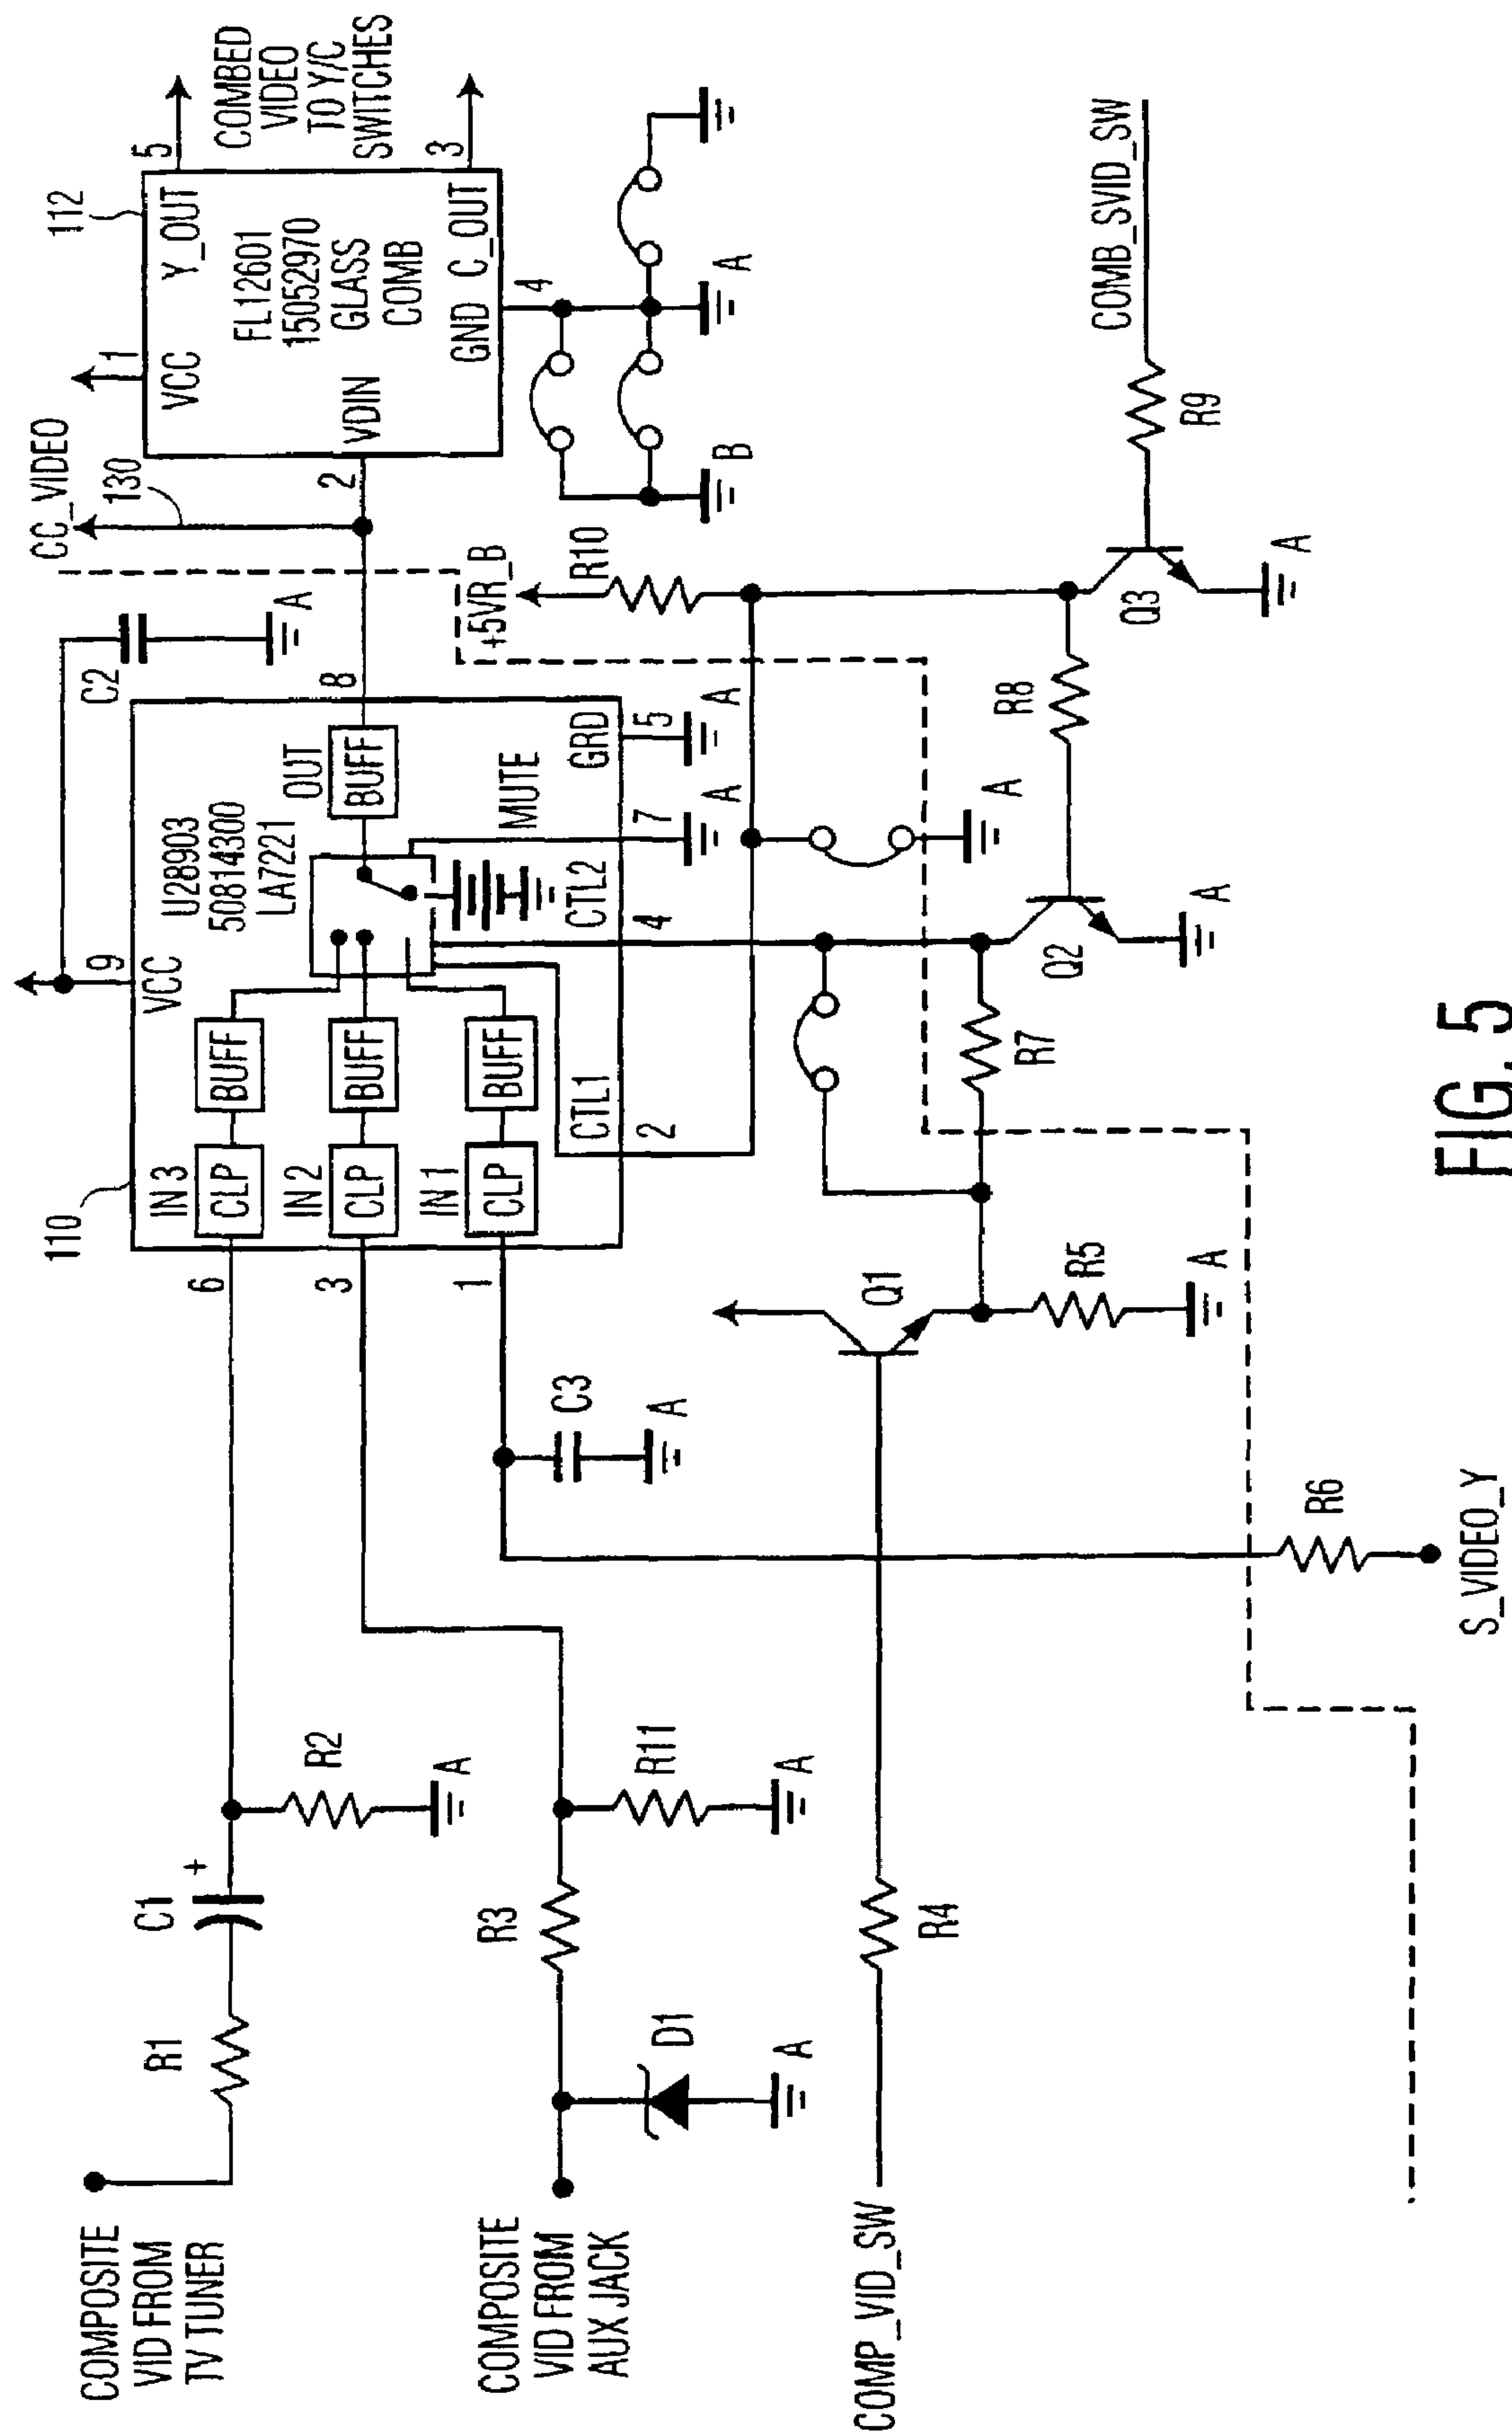 COMPOSITE
VID FROM
TV TUNER
R1
C1
+
R2
A
COMPOSITE
VID FROM
AUX JACK
D1
A
R3
R11
A
COMP_VID_SW
R4
S_VIDEO_Y
R6
C3
A
Q1
R5
A
110
6
3
1
IN 3
CLP
BUFF
IN 2
CLP
BUFF
IN 1
CLP
BUFF
9
VCC
U28903
50814300
LA7221
OUT
BUFF
8
MUTE
CTL1
2
CTL2
4
7
A
GRD
5
A
C2
A
R7
Q2
A
A
R8
+5VR_B
R10
Q3
A
R9
COMB_SVID_SW
CC_VIDEO
130
2
VDIN
1
VCC
112
FL12601
15052970
GLASS
COMB
Y_OUT
5
GND
4
C_OUT
3
COMBED
VIDEO
TO Y/C
SWITCHES
B
A
FIG. 5